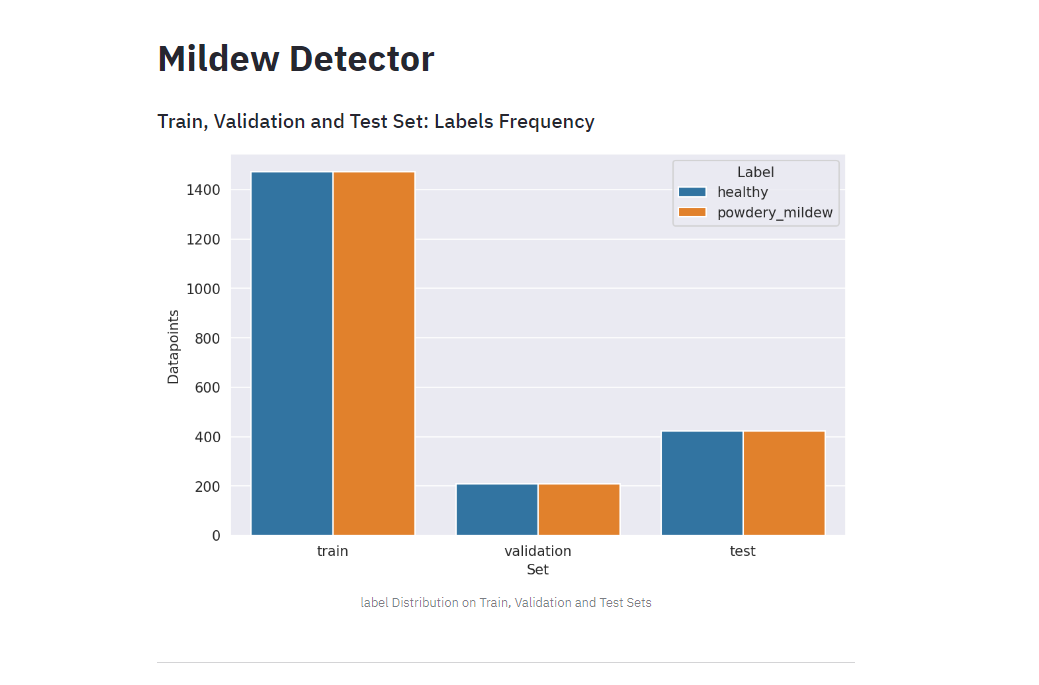 Mildew Detector
Train, Validation and Test Set: Labels Frequency
Label
healthy
powdery_mildew
1400
1200
1000
800
600
400
200
0
Datapoints
train
validation
test
Set
label Distribution on Train, Validation and Test Sets